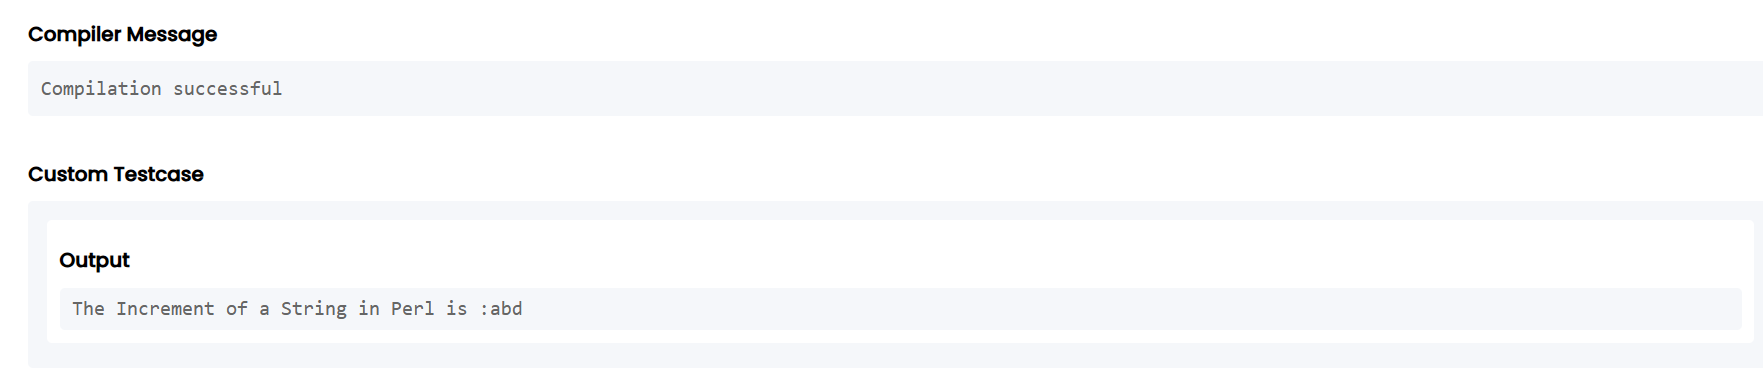 Compiler Message
Compilation successful
Custom Testcase
Output
The Increment of a String in Perl is :abd